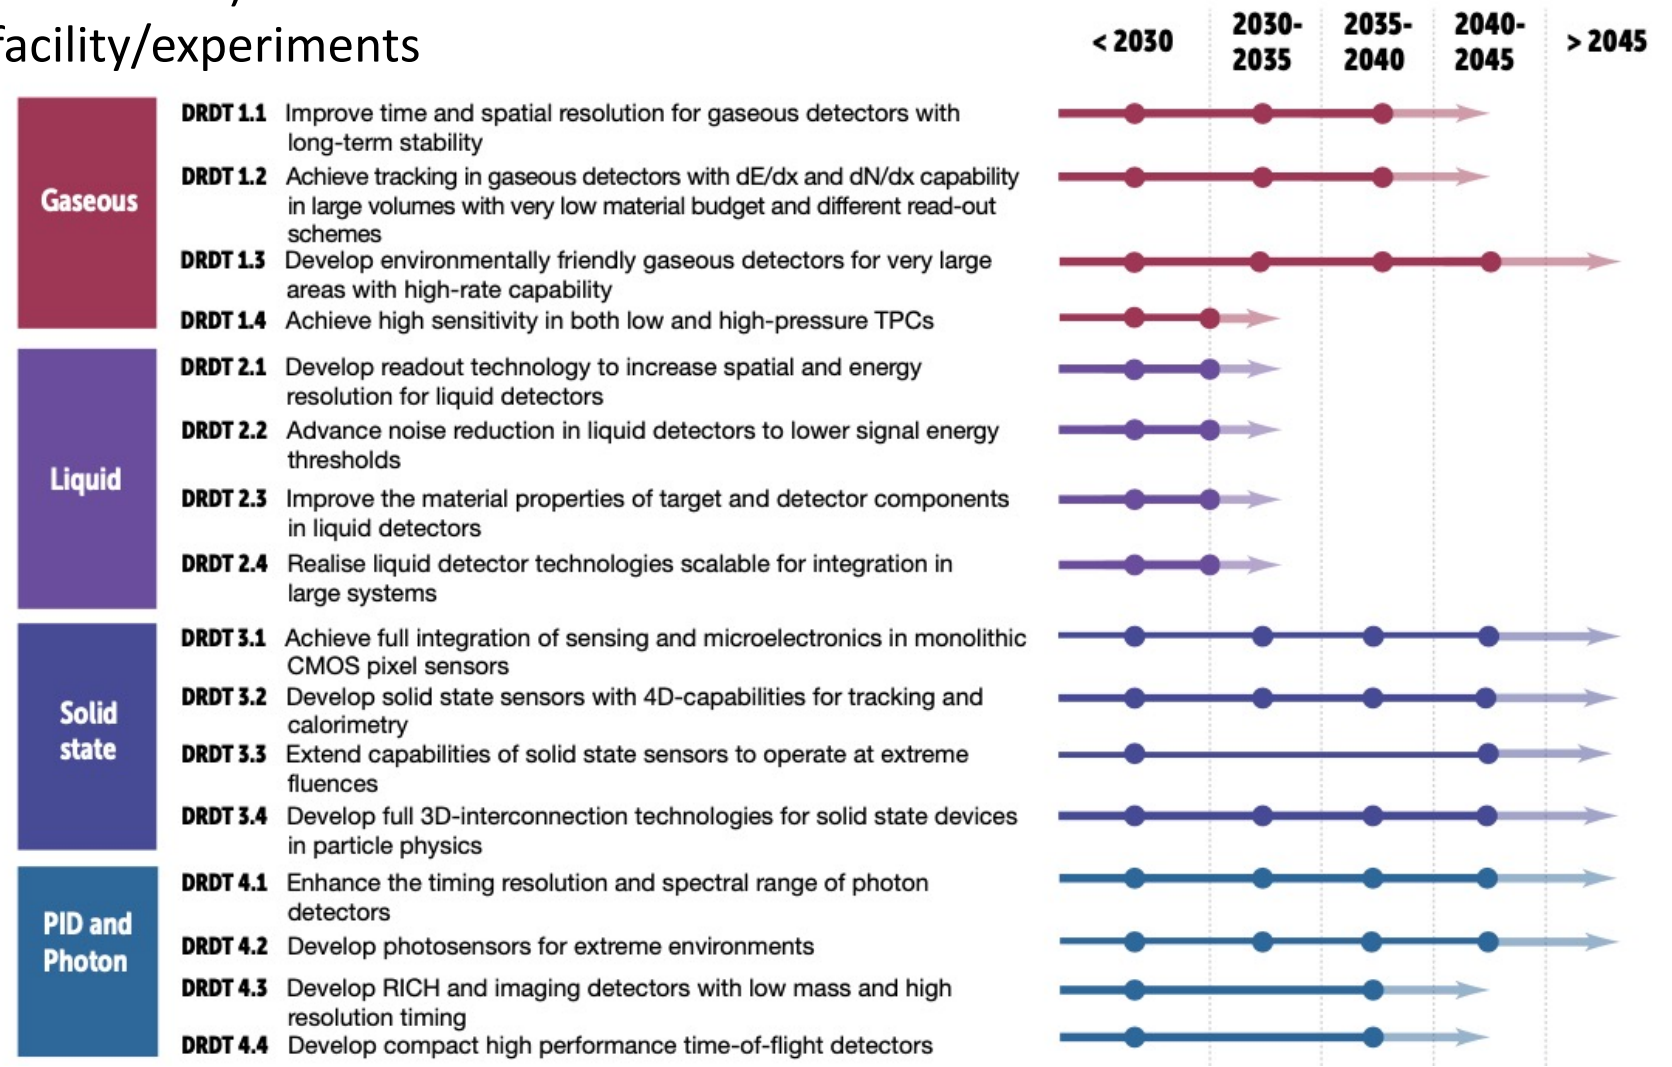 facility/experiments
< 2030
2030-
2035
2035-
2040
2040-
2045
> 2045
Gaseous
DRDT 1.1 Improve time and spatial resolution for gaseous detectors with
long-term stability
DRDT 1.2 Achieve tracking in gaseous detectors with dE/dx and dN/dx capability
in large volumes with very low material budget and different read-out
schemes
DRDT 1.3 Develop environmentally friendly gaseous detectors for very large
areas with high-rate capability
DRDT 1.4 Achieve high sensitivity in both low and high-pressure TPCs
Liquid
DRDT 2.1 Develop readout technology to increase spatial and energy
resolution for liquid detectors
DRDT 2.2 Advance noise reduction in liquid detectors to lower signal energy
thresholds
DRDT 2.3 Improve the material properties of target and detector components
in liquid detectors
DRDT 2.4 Realise liquid detector technologies scalable for integration in
large systems
Solid
state
DRDT 3.1 Achieve full integration of sensing and microelectronics in monolithic
CMOS pixel sensors
DRDT 3.2 Develop solid state sensors with 4D-capabilities for tracking and
calorimetry
DRDT 3.3 Extend capabilities of solid state sensors to operate at extreme
fluences
DRDT 3.4 Develop full 3D-interconnection technologies for solid state devices
in particle physics
PID and
Photon
DRDT 4.1 Enhance the timing resolution and spectral range of photon
detectors
DRDT 4.2 Develop photosensors for extreme environments
DRDT 4.3 Develop RICH and imaging detectors with low mass and high
resolution timing
DRDT 4.4 Develop compact high performance time-of-flight detectors